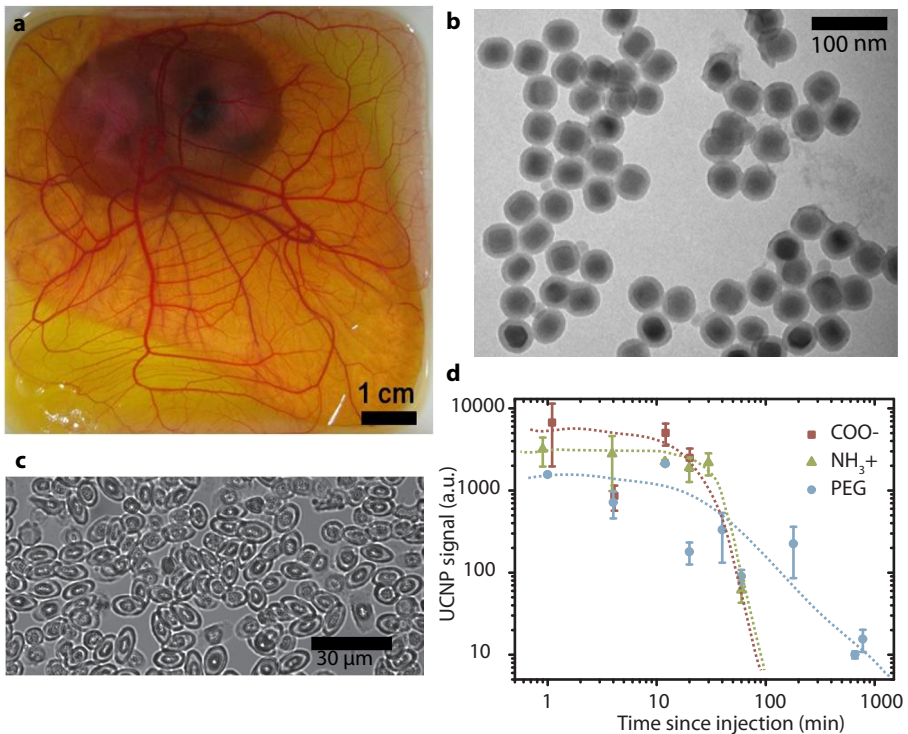 a
1 cm
b
100 nm
c
30 µm
d
10000
1000
100
10
UCNP signal (a.u.)
COO-
NH₃+
PEG
1
10
100
1000
Time since injection (min)